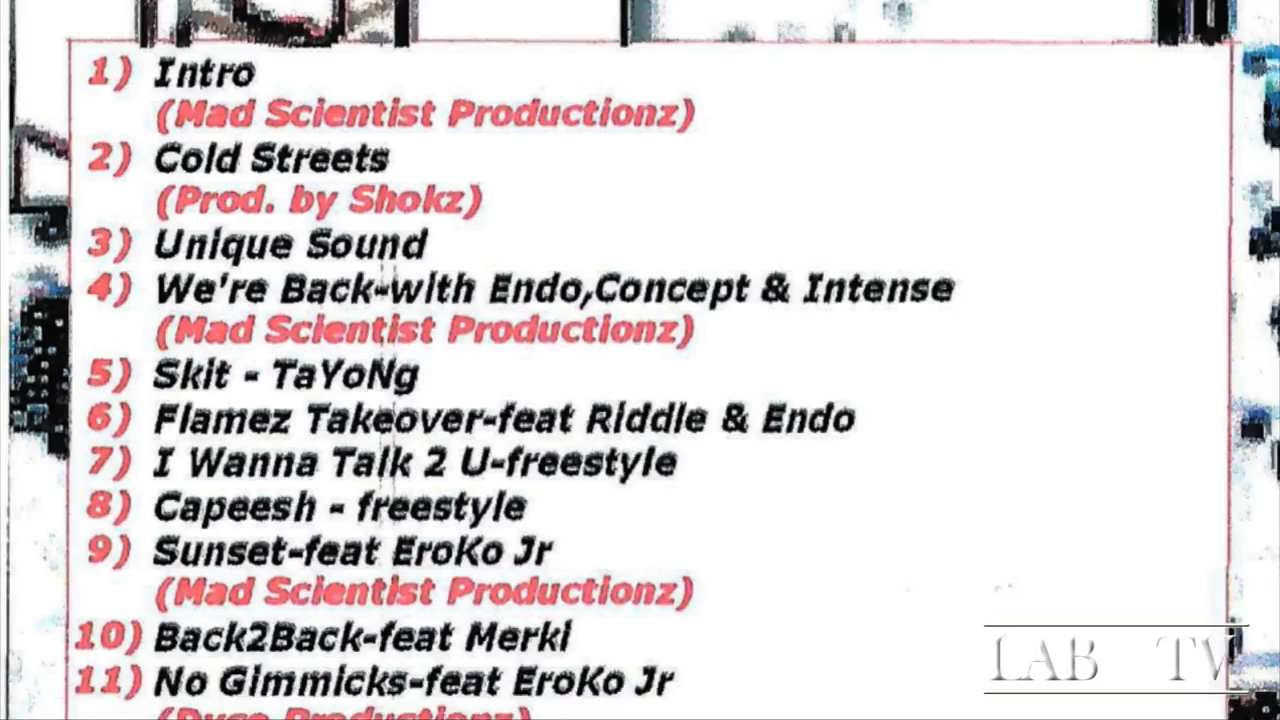 1) Intro
(Mad Scientist Productionz)
2) Cold Streets
(Prod. by Shokz)
3) Unique Sound
4) We're Back-with Endo,Concept & Intense
(Mad Scientist Productionz)
5) Skit - TaYoNg
6) Flamez Takeover-feat Riddle & Endo
7) I Wanna Talk 2 U-freestyle
8) Capeesh - freestyle
9) Sunset-feat EroKo Jr
(Mad Scientist Productionz)
10) Back2Back-feat Merki
11) No Gimmicks-feat EroKo Jr
Productionz)
LAB TV